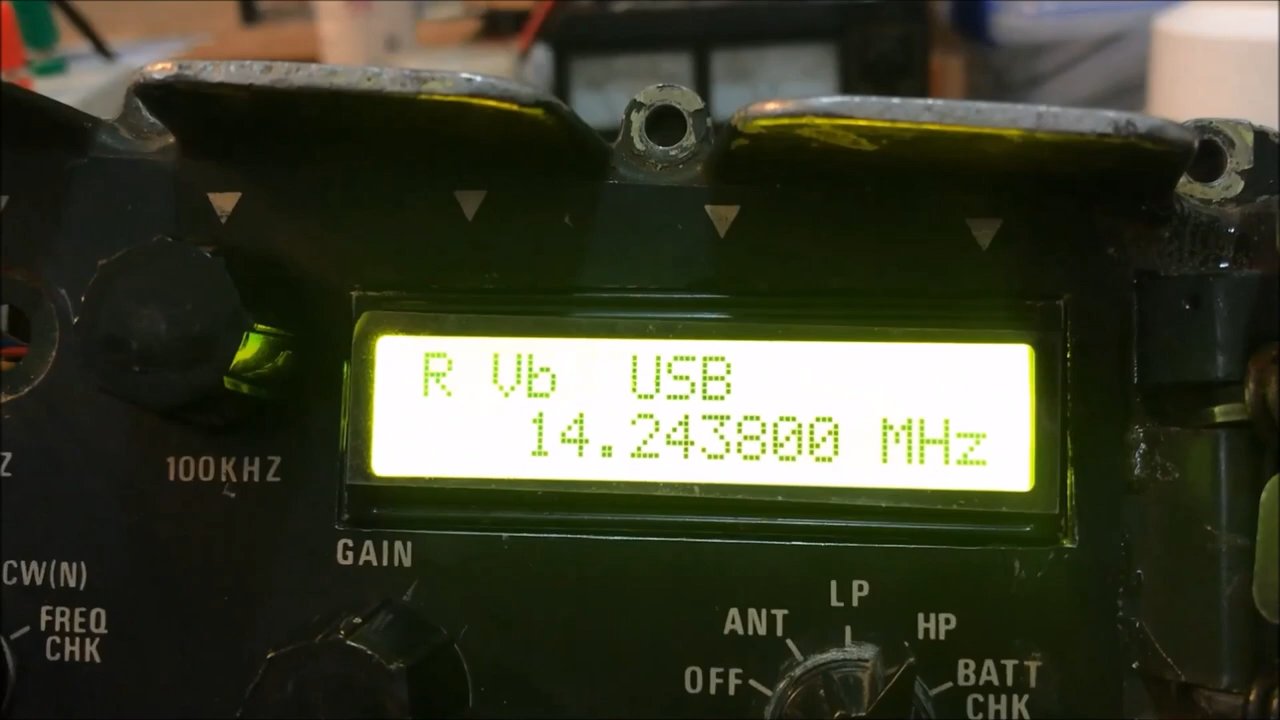 R Vb USB
14.243800 MHz
Z
100KHZ
GAIN
CW(N)
FREQ
CHK
OFF
ANT
LP
HP
BATT
CHK